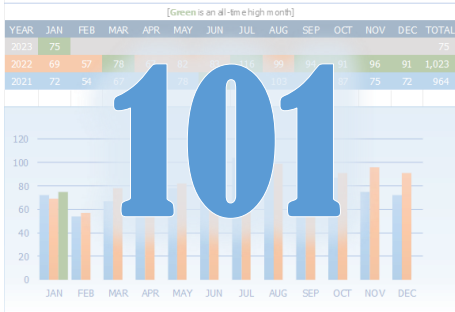 [Green is an all-time high month]
YEAR JAN FEB MAR APR MAY JUN JUL AUG SEP OCT NOV DEC TOTAL
2023 75 75
2022 69 57 78 99 91 96 91 1,023
2021 72 54 75 72 964
101
120
100
80
60
40
20
0
JAN FEB MAR APR MAY JUN JUL AUG SEP OCT NOV DEC